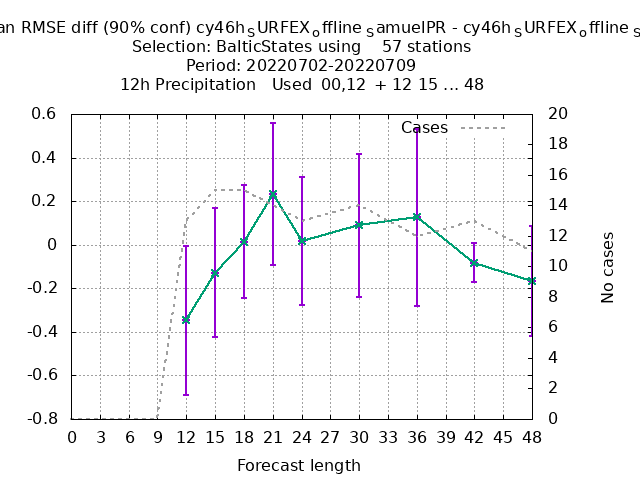 an RMSE diff (90% conf) cy46hSURFEXoffline samuelPR - cy46hSURFEXoffline s
Selection: BalticStates using 57 stations
Period: 20220702-20220709
12h Precipitation Used 00,12 + 12 15 ... 48
Cases
0.6
0.4
0.2
0
-0.2
-0.4
-0.6
-0.8
20
18
16
14
12
10
8
6
4
2
0
No cases
0 3 6 9 12 15 18 21 24 27 30 33 36 39 42 45 48
Forecast length